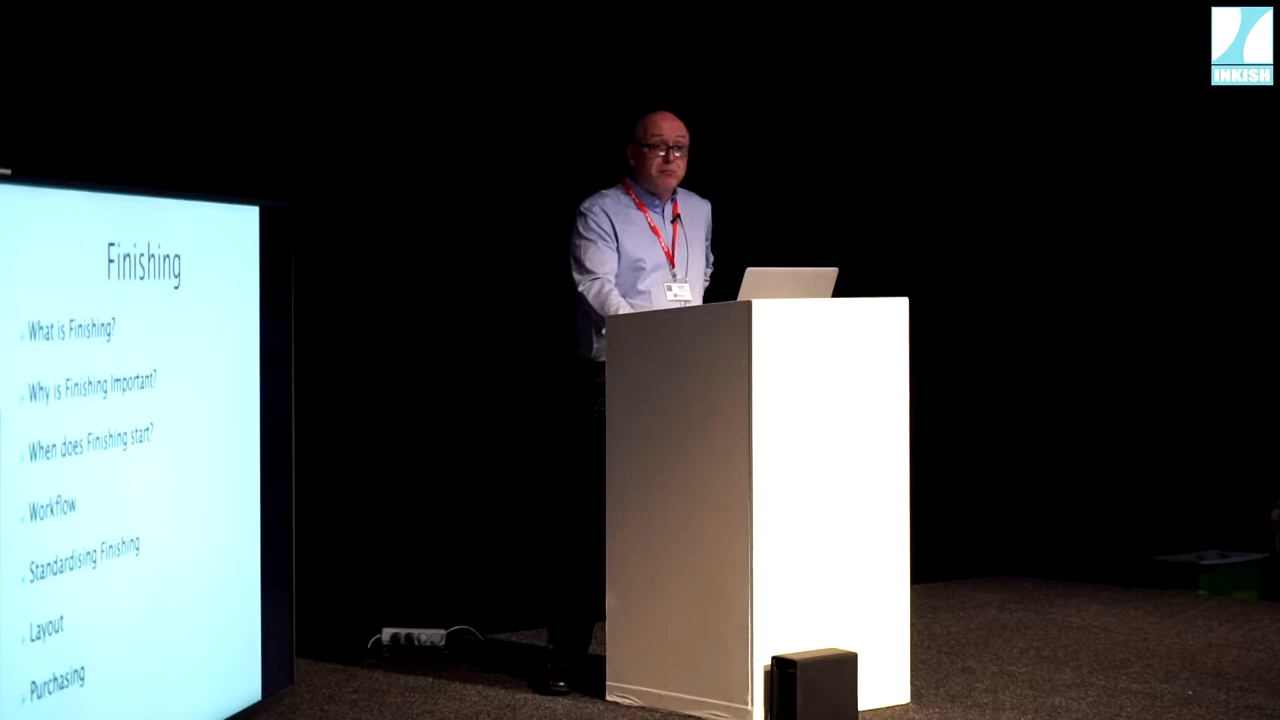 INKISH
Finishing
What is Finishing?
Why is Finishing Important?
When does Finishing start?
Workflow
Standardising Finishing
Layout
Purchasing